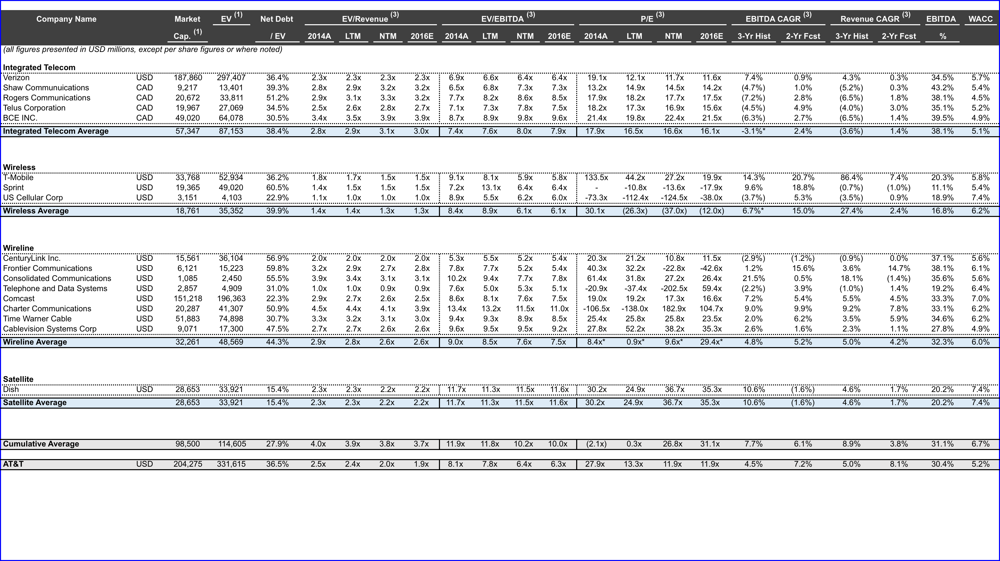 Company Name Market EV (1) Net Debt EV/Revenue (3) EV/EBITDA (3) P/E (3) EBITDA CAGR (3) Revenue CAGR (3) EBITDA WACC
Cap. (1) / EV 2014A LTM NTM 2016E 2014A LTM NTM 2016E 2014A LTM NTM 2016E 3-Yr Hist 2-Yr Fcst 3-Yr Hist 2-Yr Fcst %
(all figures presented in USD millions, except per share figures or where noted)
Integrated Telecom
Verizon USD 187,860 297,407 36.4% 2.3x 2.3x 2.3x 2.3x 6.9x 6.6x 6.4x 6.4x 19.1x 12.1x 11.7x 11.6x 7.4% 0.9% 4.3% 0.3% 34.5% 5.7%
Shaw Commuuications CAD 9,217 13,401 39.3% 2.8x 2.9x 3.2x 3.2x 6.5x 6.8x 7.3x 7.3x 13.2x 14.9x 14.5x 14.2x (4.7%) 1.0% (5.2%) 0.3% 43.2% 5.4%
Rogers Communications CAD 20,672 33,811 51.2% 2.9x 3.1x 3.3x 3.2x 7.7x 8.2x 8.6x 8.5x 17.9x 18.2x 17.7x 17.5x (7.2%) 2.8% (6.5%) 1.8% 38.1% 4.5%
Telus Corporation CAD 19,967 27,069 34.5% 2.5x 2.6x 2.8x 2.7x 7.1x 7.3x 7.8x 7.5x 18.2x 17.3x 16.9x 15.6x (4.5%) 4.9% (4.0%) 3.0% 35.1% 5.2%
BCE INC. CAD 49,020 64,078 30.5% 3.4x 3.5x 3.9x 3.9x 8.7x 8.9x 9.8x 9.6x 21.4x 19.8x 22.4x 21.5x (6.3%) 2.7% (6.5%) 1.4% 39.5% 4.9%
Integrated Telecom Average 57,347 87,153 38.4% 2.8x 2.9x 3.1x 3.0x 7.4x 7.6x 8.0x 7.9x 17.9x 16.5x 16.6x 16.1x -3.1%* 2.4% (3.6%) 1.4% 38.1% 5.1%
Wireless
T-Mobile USD 33,768 52,934 36.2% 1.8x 1.7x 1.5x 1.5x 9.1x 8.1x 5.9x 5.8x 133.5x 44.2x 27.2x 19.9x 14.3% 20.7% 86.4% 7.4% 20.3% 5.8%
Sprint USD 19,365 49,020 60.5% 1.4x 1.5x 1.5x 1.5x 7.2x 13.1x 6.4x 6.4x - -10.8x -13.6x -17.9x 9.6% 18.8% (0.7%) (1.0%) 11.1% 5.4%
US Cellular Corp USD 3,151 4,103 22.9% 1.1x 1.0x 1.0x 1.0x 8.9x 5.5x 6.2x 6.0x -73.3x -112.4x -124.5x -38.0x (3.7%) 5.3% (3.5%) 0.9% 18.9% 7.4%
Wireless Average 18,761 35,352 39.9% 1.4x 1.4x 1.3x 1.3x 8.4x 8.9x 6.1x 6.1x 30.1x (26.3x) (37.0x) (12.0x) 6.7%* 15.0% 27.4% 2.4% 16.8% 6.2%
Wireline
CenturyLink Inc. USD 15,561 36,104 56.9% 2.0x 2.0x 2.0x 2.0x 5.3x 5.5x 5.2x 5.4x 20.3x 21.2x 10.8x 11.5x (2.9%) (1.2%) (0.9%) 0.0% 37.1% 5.6%
Frontier Communications USD 6,121 15,223 59.8% 3.2x 2.9x 2.7x 2.8x 7.8x 7.7x 5.2x 5.4x 40.3x 32.2x -22.8x -42.6x 1.2% 15.6% 3.6% 14.7% 38.1% 6.1%
Consolidated Communications USD 1,085 2,450 55.5% 3.9x 3.4x 3.1x 3.1x 10.2x 9.4x 7.7x 7.8x 61.4x 31.8x 27.2x 26.4x 21.5% 0.5% 18.1% (1.4%) 35.6% 5.6%
Telephone and Data Systems USD 2,857 4,909 31.0% 1.0x 1.0x 0.9x 0.9x 7.6x 5.0x 5.3x 5.1x -20.9x -37.4x -202.5x 59.4x (2.2%) 3.9% (1.0%) 1.4% 19.2% 6.4%
Comcast USD 151,218 196,363 22.3% 2.9x 2.7x 2.6x 2.5x 8.6x 8.1x 7.6x 7.5x 19.0x 19.2x 17.3x 16.6x 7.2% 5.4% 5.5% 4.5% 33.3% 7.0%
Charter Communications USD 20,287 41,307 50.9% 4.5x 4.4x 4.1x 3.9x 13.4x 13.2x 11.5x 11.0x -106.5x -138.0x 182.9x 104.7x 9.0% 9.9% 9.2% 7.8% 33.1% 6.2%
Time Warner Cable USD 51,883 74,898 30.7% 3.3x 3.2x 3.1x 3.0x 9.4x 9.3x 8.9x 8.5x 25.4x 25.8x 25.8x 23.5x 2.0% 6.2% 3.5% 5.9% 34.6% 6.2%
Cablevision Systems Corp USD 9,071 17,300 47.5% 2.7x 2.7x 2.6x 2.6x 9.6x 9.5x 9.5x 9.2x 27.8x 52.2x 38.2x 35.3x 2.6% 1.6% 2.3% 1.1% 27.8% 4.9%
Wireline Average 32,261 48,569 44.3% 2.9x 2.8x 2.6x 2.6x 9.0x 8.5x 7.6x 7.5x 8.4x* 0.9x* 9.6x* 29.4x* 4.8% 5.2% 5.0% 4.2% 32.3% 6.0%
Satellite
Dish USD 28,653 33,921 15.4% 2.3x 2.3x 2.2x 2.2x 11.7x 11.3x 11.5x 11.6x 30.2x 24.9x 36.7x 35.3x 10.6% (1.6%) 4.6% 1.7% 20.2% 7.4%
Satellite Average 28,653 33,921 15.4% 2.3x 2.3x 2.2x 2.2x 11.7x 11.3x 11.5x 11.6x 30.2x 24.9x 36.7x 35.3x 10.6% (1.6%) 4.6% 1.7% 20.2% 7.4%
Cumulative Average 98,500 114,605 27.9% 4.0x 3.9x 3.8x 3.7x 11.9x 11.8x 10.2x 10.0x (2.1x) 0.3x 26.8x 31.1x 7.7% 6.1% 8.9% 3.8% 31.1% 6.7%
AT&T USD 204,275 331,615 36.5% 2.5x 2.4x 2.0x 1.9x 8.1x 7.8x 6.4x 6.3x 27.9x 13.3x 11.9x 11.9x 4.5% 7.2% 5.0% 8.1% 30.4% 5.2%